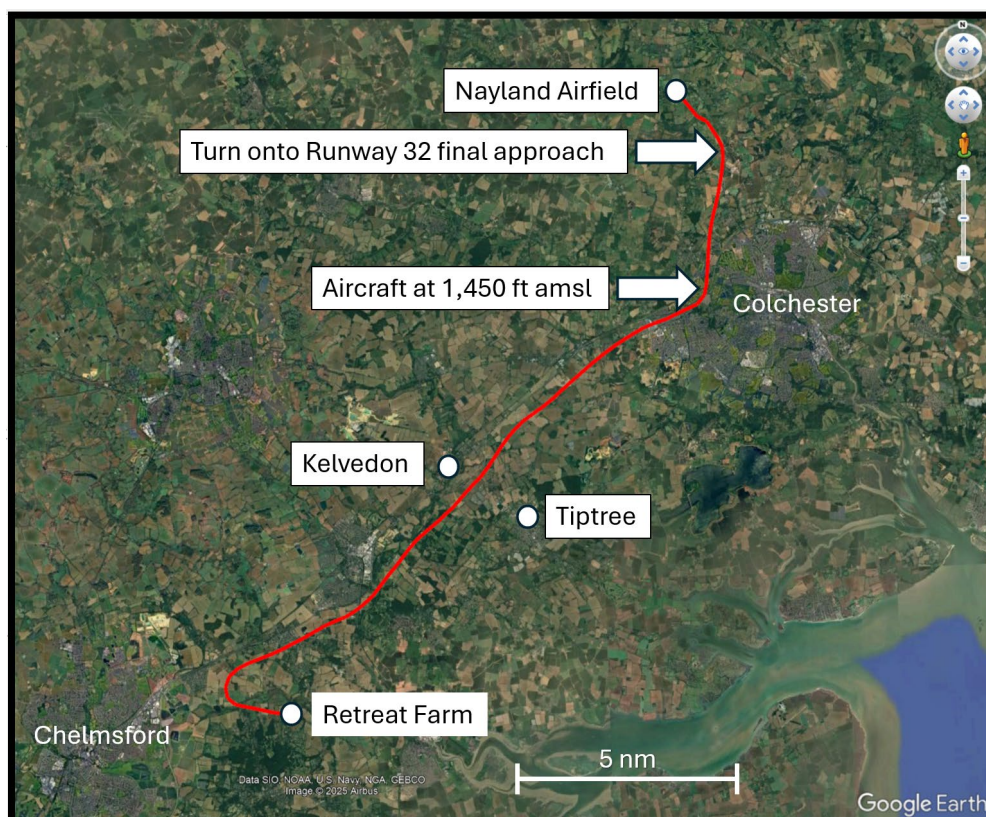 N
Nayland Airfield
Turn onto Runway 32 final approach
Aircraft at 1,450 ft amsl
Colchester
Kelvedon
Tiptree
Retreat Farm
Chelmsford
5 nm
Data SIO, NOAA, U.S. Navy, NGA, GEBCO
Image © 2025 Airbus
Google Earth